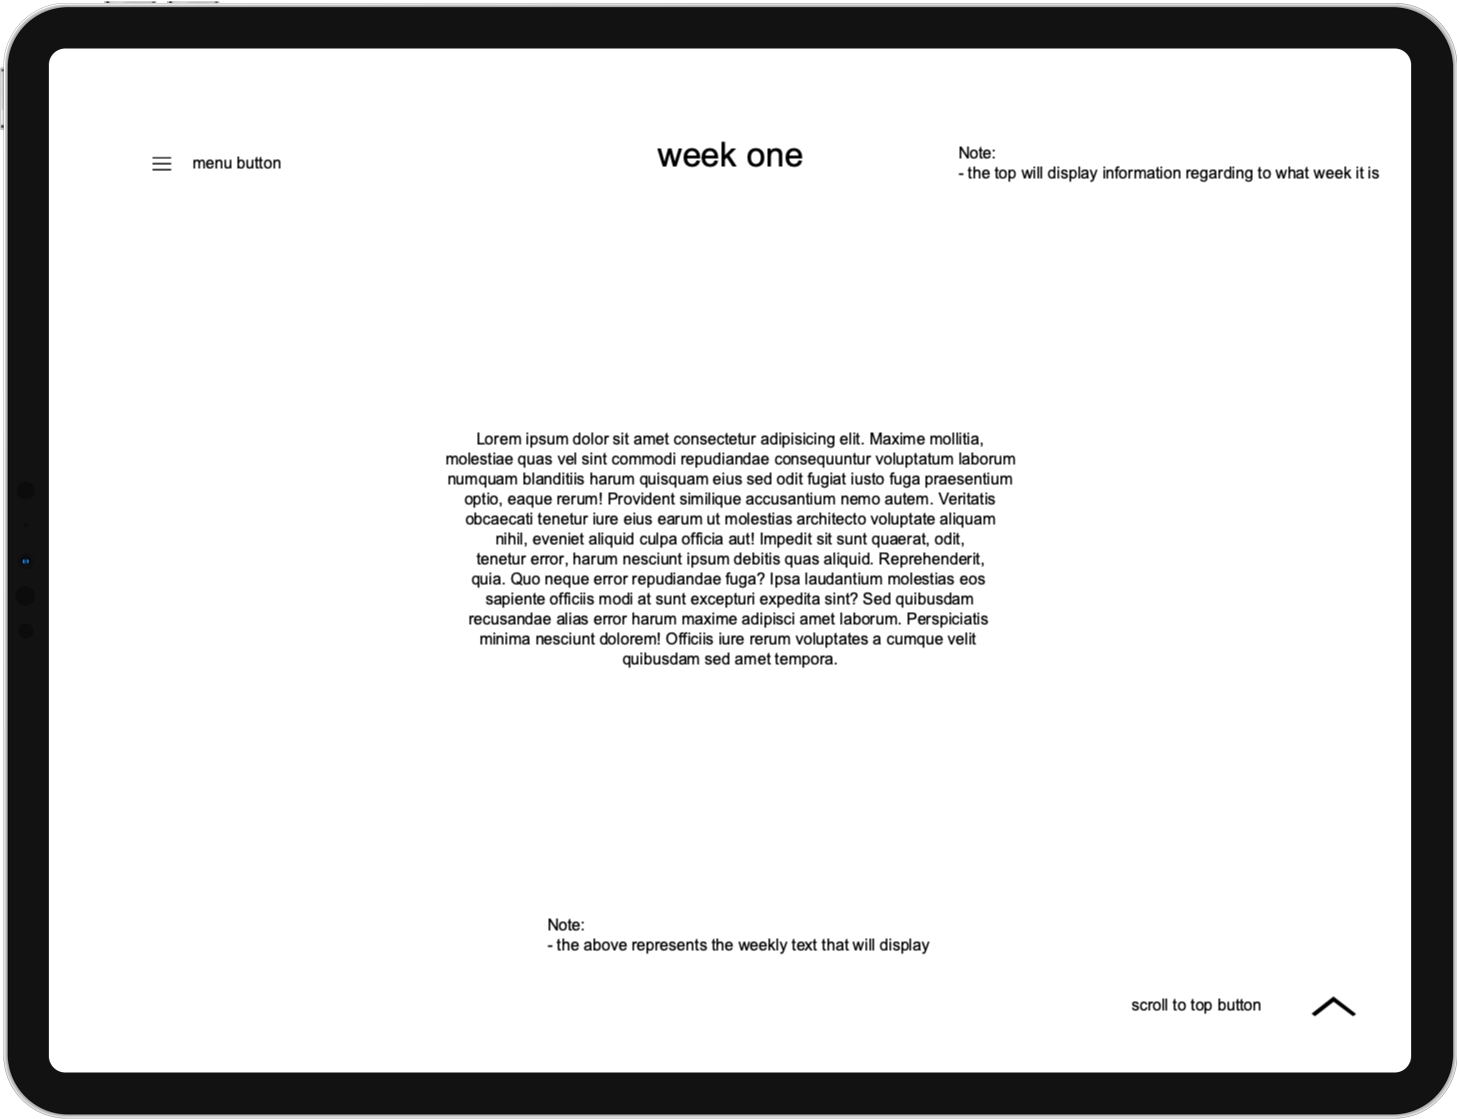 menu button
week one
Note:
- the top will display information regarding to what week it is
Lorem ipsum dolor sit amet consectetur adipisicing elit. Maxime mollitia,
molestiae quas vel sint commodi repudiandae consequuntur voluptatum laborum
numquam blanditiis harum quisquam eius sed odit fugiat iusto fuga praesentium
optio, eaque rerum! Provident similique accusantium nemo autem. Veritatis
obcaecati tenetur iure eius earum ut molestias architecto voluptate aliquam
nihil, eveniet aliquid culpa officia aut! Impedit sit sunt quaerat, odit,
tenetur error, harum nesciunt ipsum debitis quas aliquid. Reprehenderit,
quia. Quo neque error repudiandae fuga? Ipsa laudantium molestias eos
sapiente officiis modi at sunt excepturi expedita sint? Sed quibusdam
recusandae alias error harum maxime adipisci amet laborum. Perspiciatis
minima nesciunt dolorem! Officiis iure rerum voluptates a cumque velit
quibusdam sed amet tempora.
Note:
- the above represents the weekly text that will display
scroll to top button